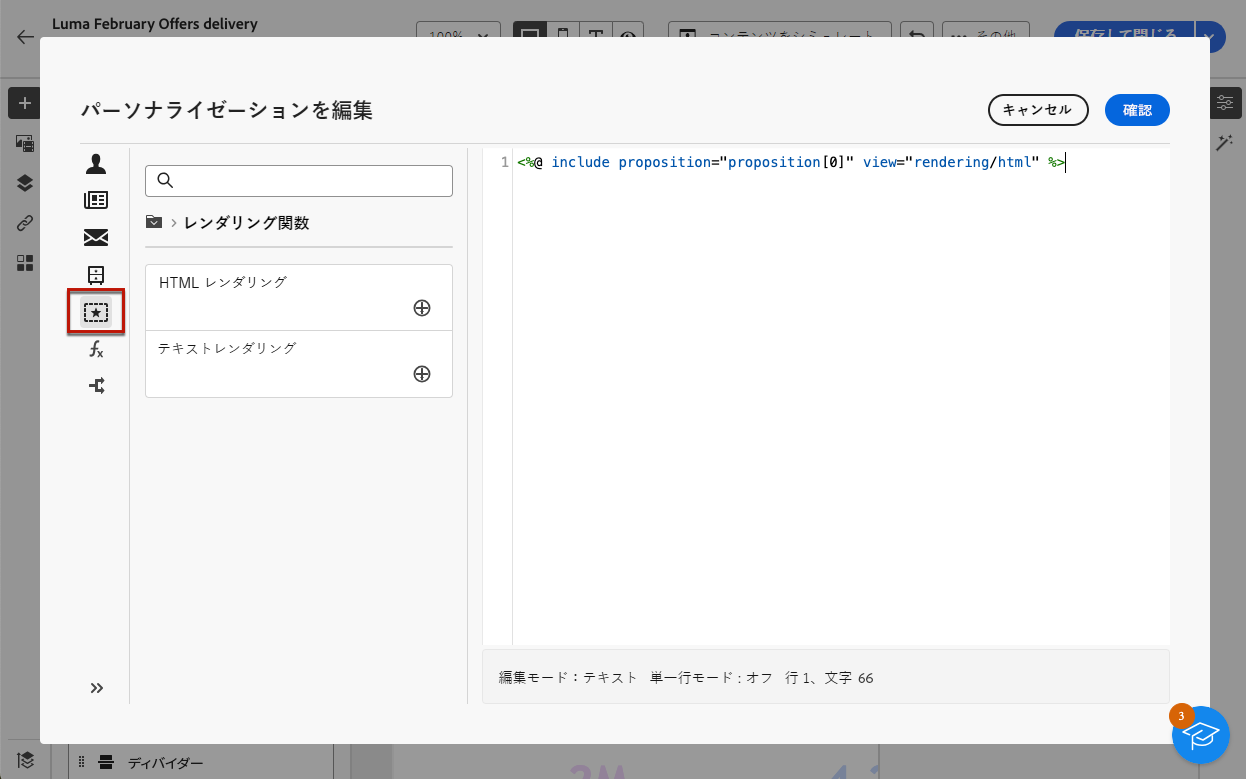 Luma February Offers delivery
100%
コンテンツをシミュレート
その他
保存して閉じる
パーソナライゼーションを編集
キャンセル
確認
レンダリング関数
HTML レンダリング
テキストレンダリング
1 <%@ include proposition="proposition[0]" view="rendering/html" %>
編集モード：テキスト 単一行モード : オフ 行 1、文字 66
3
ディバイダー